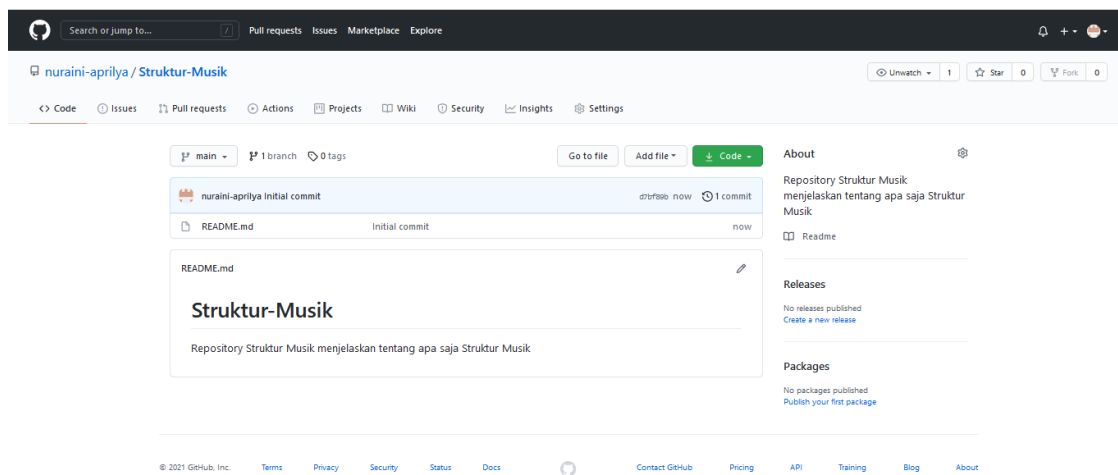 Search or jump to... / Pull requests Issues Marketplace Explore
nuraini-aprilya / Struktur-Musik Unwatch 1 Star 0 Fork 0
<> Code Issues Pull requests Actions Projects Wiki Security Insights Settings
main 1 branch 0 tags Go to file Add file Code
nuraini-aprilya Initial commit d7bf89b now 1 commit
README.md Initial commit now
README.md
Struktur-Musik
Repository Struktur Musik menjelaskan tentang apa saja Struktur Musik
About
Repository Struktur Musik
menjelaskan tentang apa saja Struktur
Musik
Readme
Releases
No releases published
Create a new release
Packages
No packages published
Publish your first package
© 2021 GitHub, Inc. Terms Privacy Security Status Docs Contact GitHub Pricing API Training Blog About